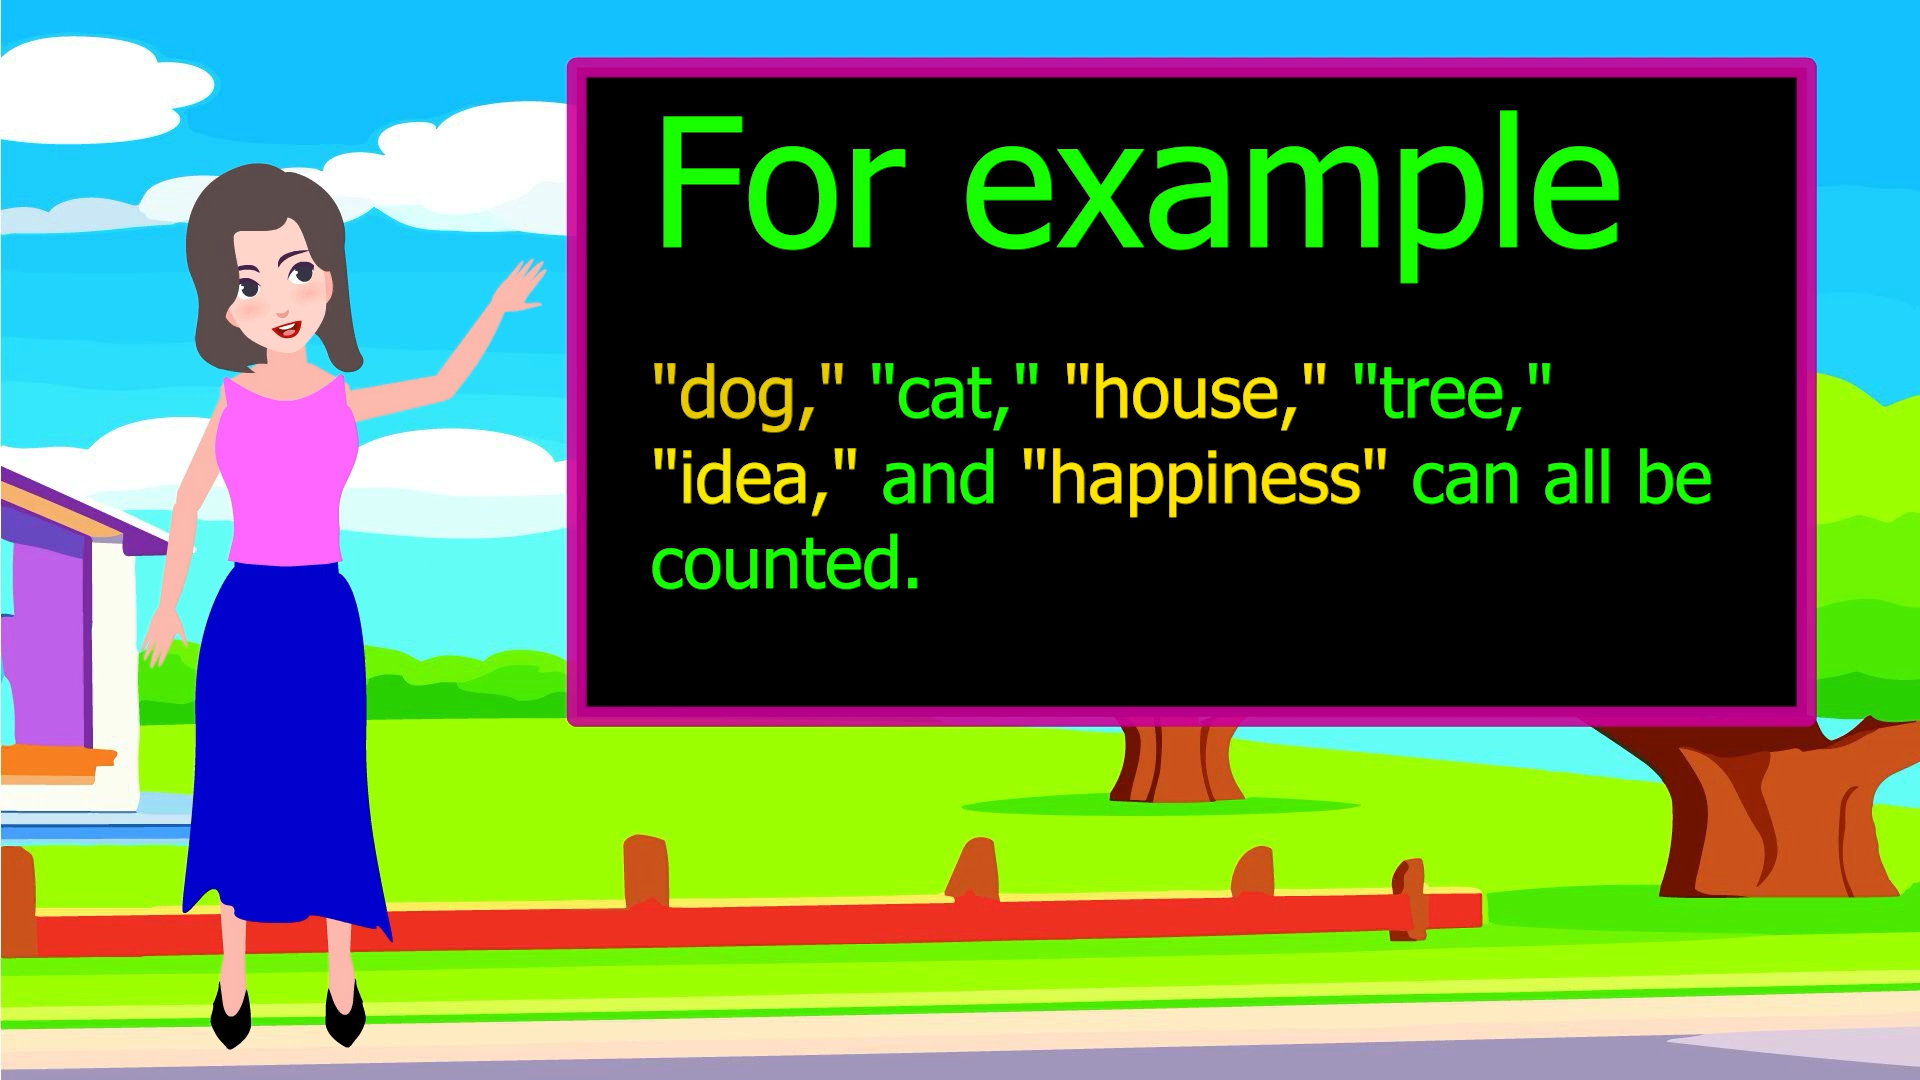 For example
"dog," "cat," "house," "tree,"
"idea," and "happiness" can all be
counted.